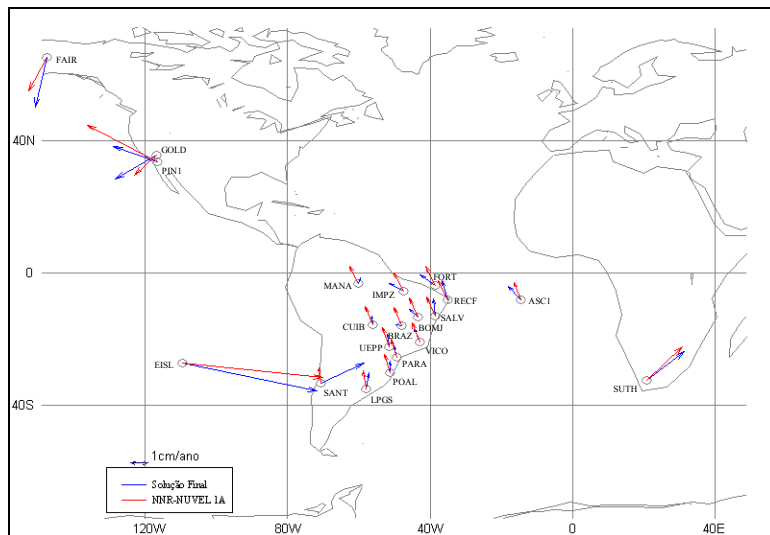 FAIR
40N
GOLD
PIN1
0
FORT
MANA
IMPZ
RECF
ASC1
SALV
CUIB
BRAZ
BOMJ
UEPP
VICO
PARA
EISL
POAL
SUTH
SANT
LPGS
40S
1cm/ano
Solução Final
NNR-NUVEL 1A
120W
80W
40W
0
40E